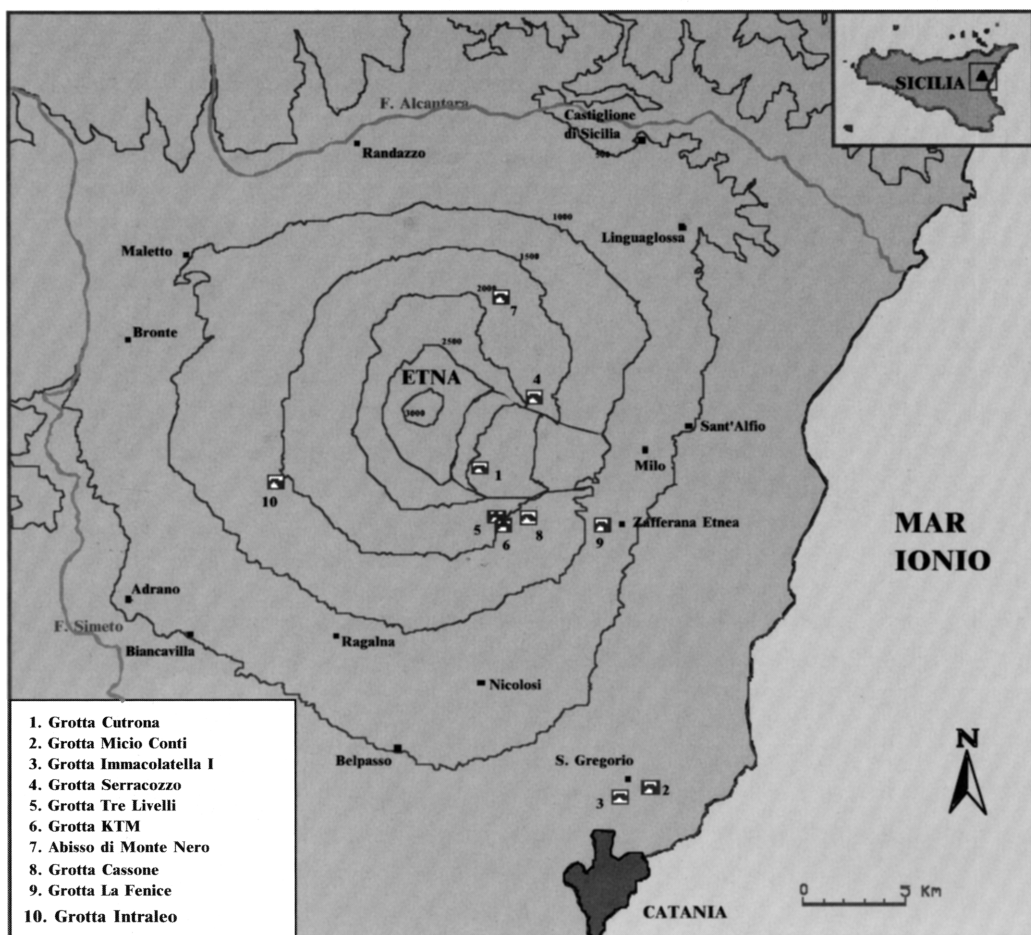 SICILIA
F. Alcantara
Castiglione
di Sicilia
500
Randazzo
1000
Linguaglossa
Maletto
1500
2000
7
Bronte
2500
ETNA
4
3000
Sant'Alfio
Milo
1
10
MAR
IONIO
5
6
8
9
Zafferana Etnea
Adrano
F. Simeto
Biancavilla
Ragalna
Nicolosi
Belpasso
S. Gregorio
N
3
2
CATANIA
0
5 Km
1. Grotta Cutrona
2. Grotta Micio Conti
3. Grotta Immacolatella I
4. Grotta Serracozzo
5. Grotta Tre Livelli
6. Grotta KTM
7. Abisso di Monte Nero
8. Grotta Cassone
9. Grotta La Fenice
10. Grotta Intraleo